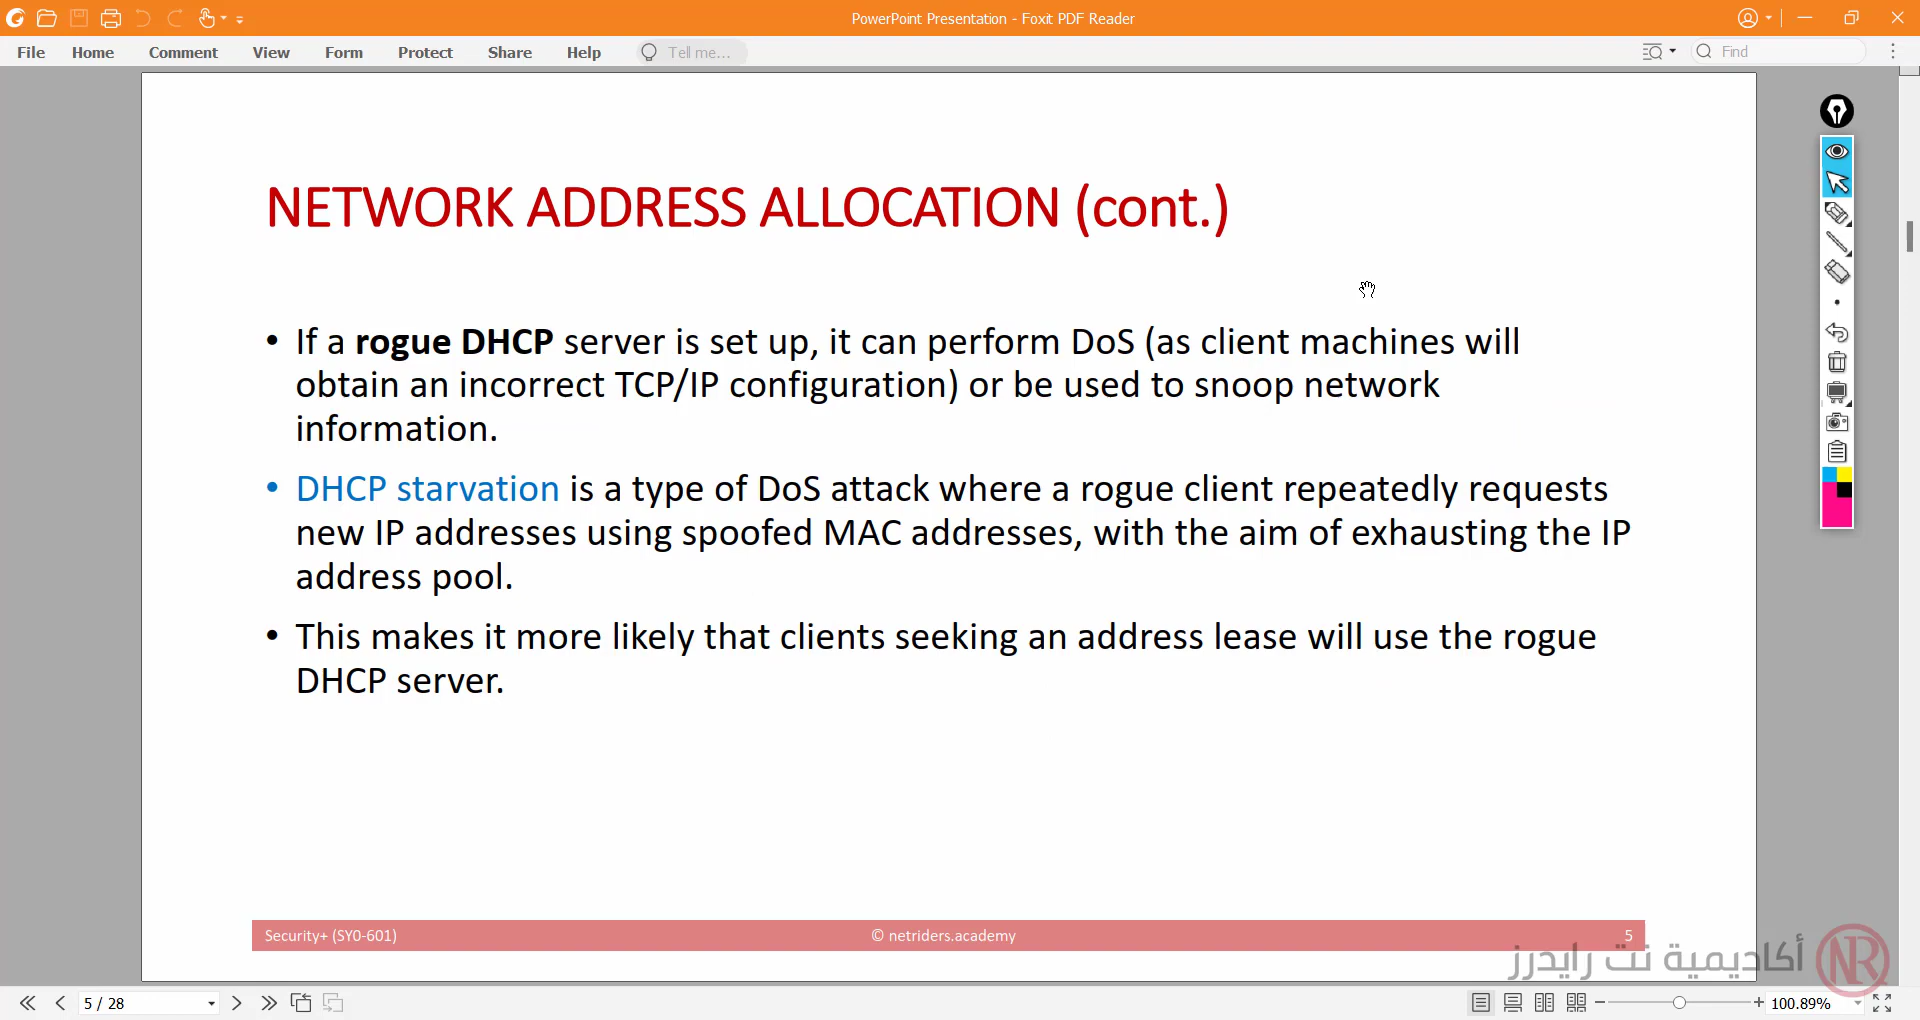 PowerPoint Presentation - Foxit PDF Reader
File Home Comment View Form Protect Share Help Tell me... Find
NETWORK ADDRESS ALLOCATION (cont.)
• If a rogue DHCP server is set up, it can perform DoS (as client machines will
obtain an incorrect TCP/IP configuration) or be used to snoop network
information.
• DHCP starvation is a type of DoS attack where a rogue client repeatedly requests
new IP addresses using spoofed MAC addresses, with the aim of exhausting the IP
address pool.
• This makes it more likely that clients seeking an address lease will use the rogue
DHCP server.
Security+ (SY0-601) © netriders.academy 5
أكاديمية نت رايدرز NR
5 / 28 100.89%